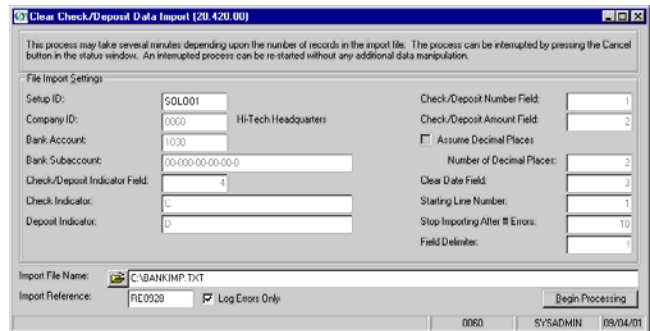 Clear Check/Deposit Data Import (20.420.00)
This process may take several minutes depending upon the number of records in the import file. The process can be interrupted by pressing the Cancel
button in the status window. An interrupted process can be re-started without any additional data manipulation.
File Import Settings
Setup ID: SOL001 Check/Deposit Number Field: 1
Company ID: 0060 Hi-Tech Headquarters Check/Deposit Amount Field: 2
Bank Account: 1030 Assume Decimal Places
Bank Subaccount: 00-000-00-00-00-0 Number of Decimal Places: 2
Check/Deposit Indicator Field: 4 Clear Date Field: 3
Check Indicator: C Starting Line Number: 1
Deposit Indicator: D Stop Importing After # Errors: 10
Field Delimiter:
Import File Name: C:\BANKIMP.TXT
Import Reference: RE0928 Log Errors Only Begin Processing
0060 SYSADMIN 09/04/01